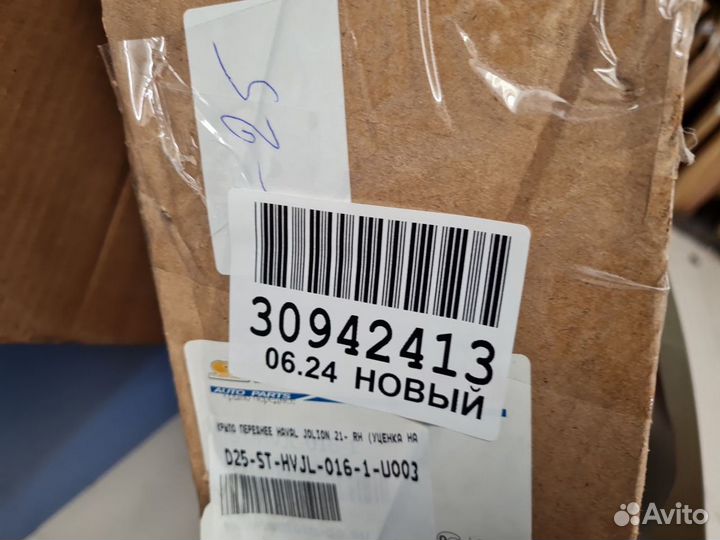 - 25
30942413
06.24 НОВЫЙ
AUTO PARTS
КРЫЛО ПЕРЕДНЕЕ HAVAL JOLION 21- RH (УЦЕНКА НА
D25-ST-HVJL-016-1-U003
Avito